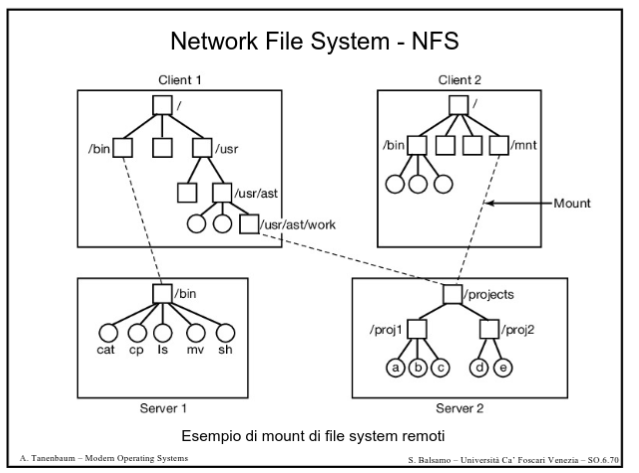 Network File System - NFS
Client 1
Client 2
/
/
/bin
/usr
/bin
/mnt
/usr/ast
Mount
/usr/ast/work
/bin
/projects
/proj1
/proj2
cat cp ls mv sh
a b c d e
Server 1
Server 2
Esempio di mount di file system remoti
A. Tanenbaum – Modern Operating Systems
S. Balsamo – Università Ca’ Foscari Venezia – SO.6.70